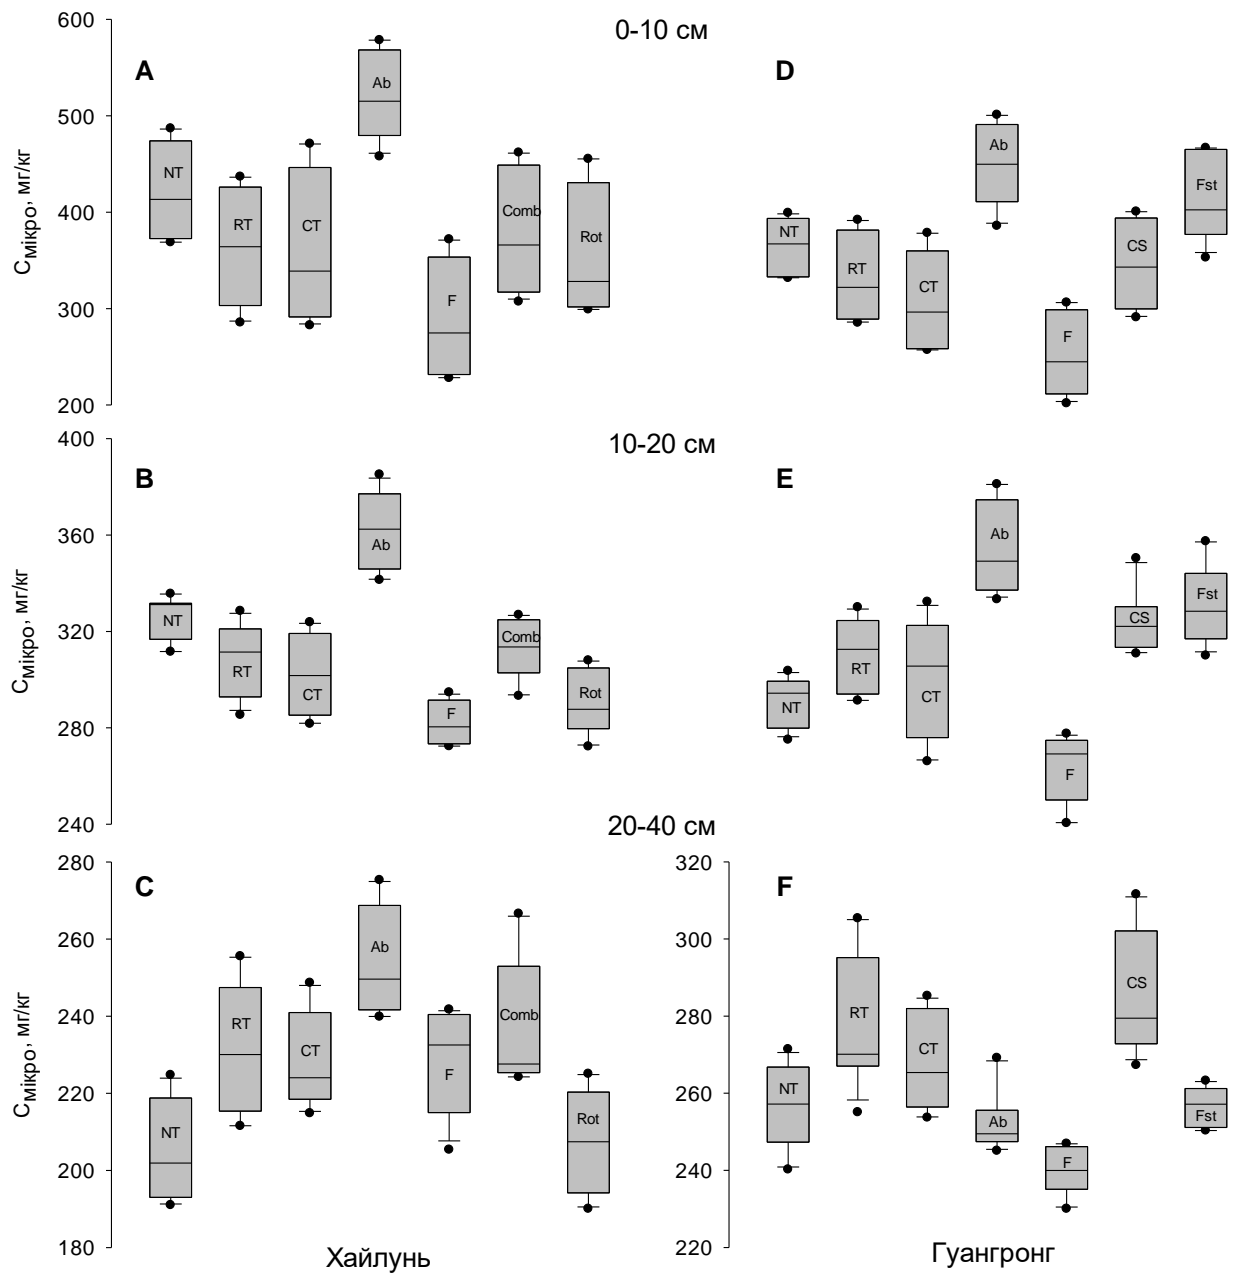 0-10 см
600
500
400
300
200
Cмікро, мг/кг
A
NT
RT
CT
Ab
F
Comb
Rot
D
NT
RT
CT
Ab
F
CS
Fst
10-20 см
400
360
320
280
240
Cмікро, мг/кг
B
NT
RT
CT
Ab
F
Comb
Rot
E
NT
RT
CT
Ab
F
CS
Fst
20-40 см
280
260
240
220
200
180
Cмікро, мг/кг
C
NT
RT
CT
Ab
F
Comb
Rot
320
300
280
260
240
220
F
NT
RT
CT
Ab
F
CS
Fst
Хайлунь
Гуангронг